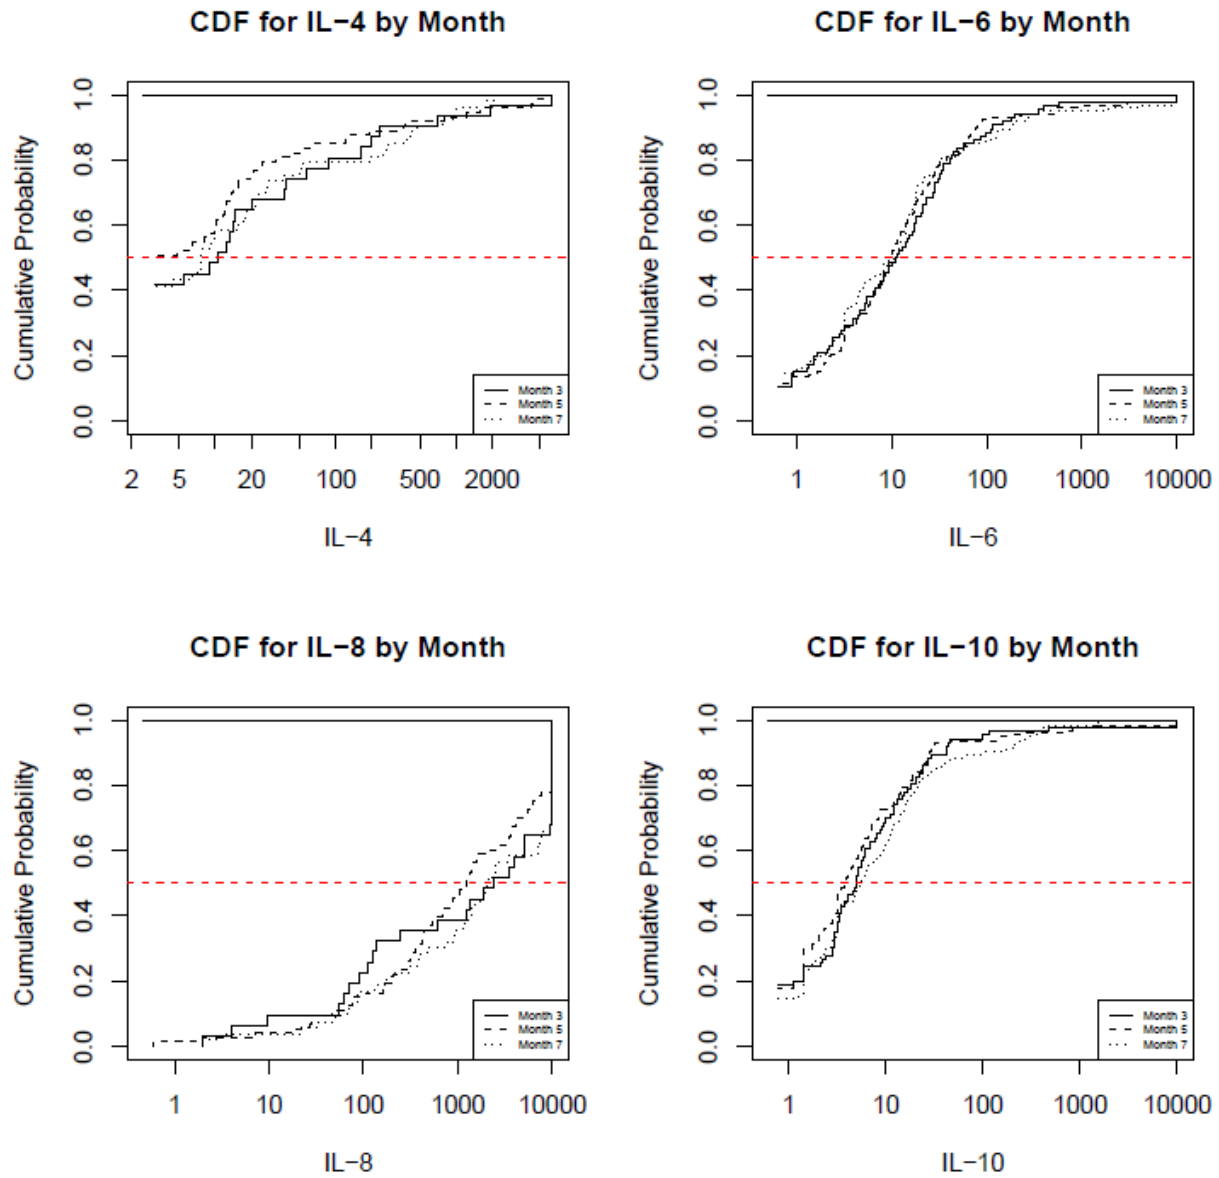 CDF for IL−4 by Month
Cumulative Probability
1.0
0.8
0.6
0.4
0.2
0.0
Month 3
Month 5
Month 7
2 5 20 100 500 2000
IL−4
CDF for IL−6 by Month
Cumulative Probability
1.0
0.8
0.6
0.4
0.2
0.0
Month 3
Month 5
Month 7
1 10 100 1000 10000
IL−6
CDF for IL−8 by Month
Cumulative Probability
1.0
0.8
0.6
0.4
0.2
0.0
Month 3
Month 5
Month 7
1 10 100 1000 10000
IL−8
CDF for IL−10 by Month
Cumulative Probability
1.0
0.8
0.6
0.4
0.2
0.0
Month 3
Month 5
Month 7
1 10 100 1000 10000
IL−10